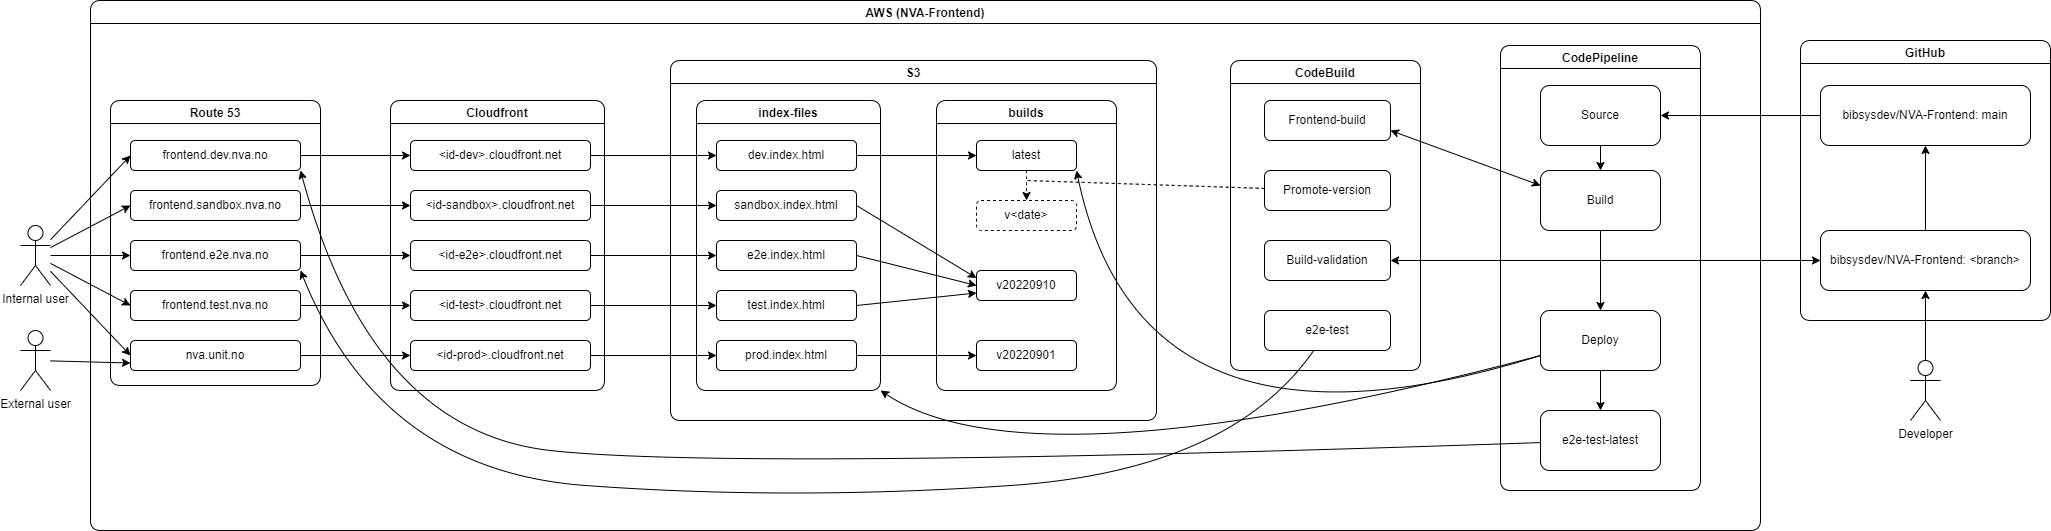 AWS (NVA-Frontend)
Route 53
frontend.dev.nva.no
frontend.sandbox.nva.no
frontend.e2e.nva.no
frontend.test.nva.no
nva.unit.no
Internal user
External user
Cloudfront
<id-dev>.cloudfront.net
<id-sandbox>.cloudfront.net
<id-e2e>.cloudfront.net
<id-test>.cloudfront.net
<id-prod>.cloudfront.net
S3
index-files
dev.index.html
sandbox.index.html
e2e.index.html
test.index.html
prod.index.html
builds
latest
v<date>
v20220910
v20220901
CodeBuild
Frontend-build
Promote-version
Build-validation
e2e-test
CodePipeline
Source
Build
Deploy
e2e-test-latest
GitHub
bibsysdev/NVA-Frontend: main
bibsysdev/NVA-Frontend: <branch>
Developer